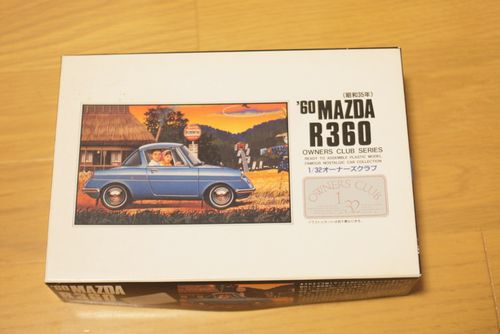 (昭和35年)
'60 MAZDA
R360
OWNERS CLUB SERIES
READY TO ASSEMBLE PLASTIC MODEL
FAMOUS NOSTALGIC CAR COLLECTION
1/32オーナーズクラブ
OWNERS CLUB
1
32
'60 MAZDA
R360